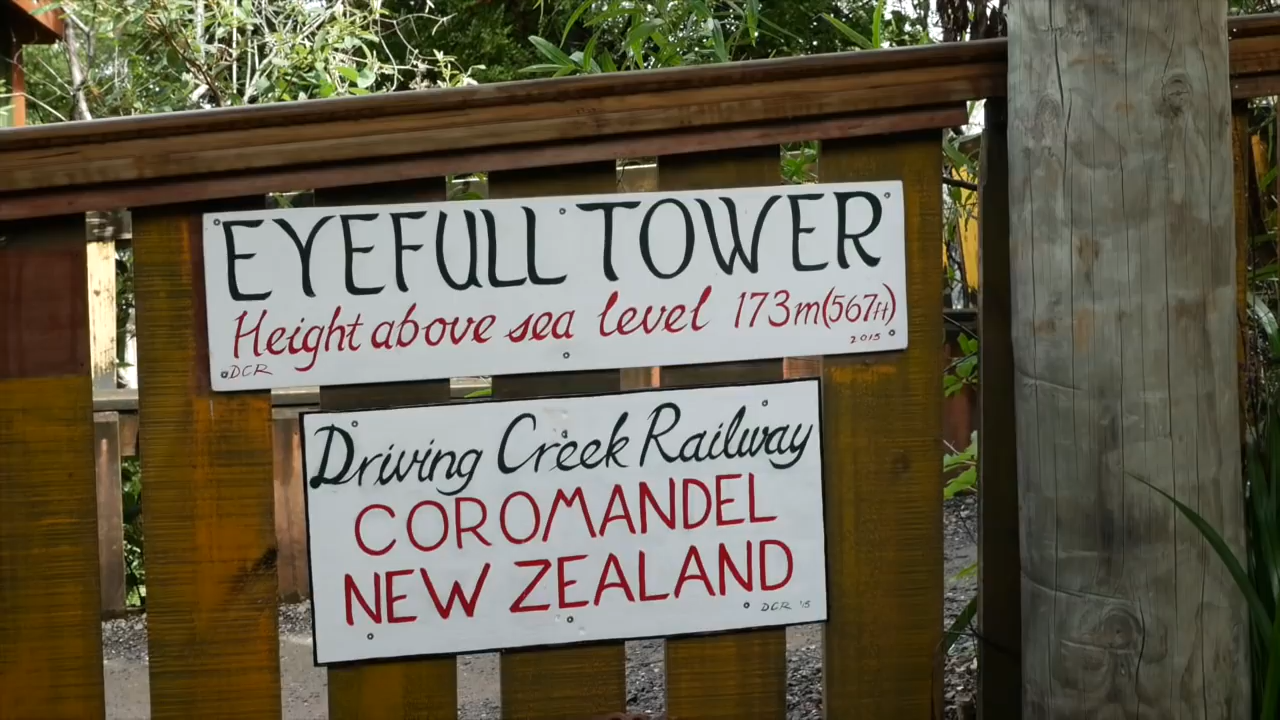 EYEFULL TOWER
Height above sea level 173m(567ft)
DCR 2015
Driving Creek Railway
COROMANDEL
NEW ZEALAND
DCR '15